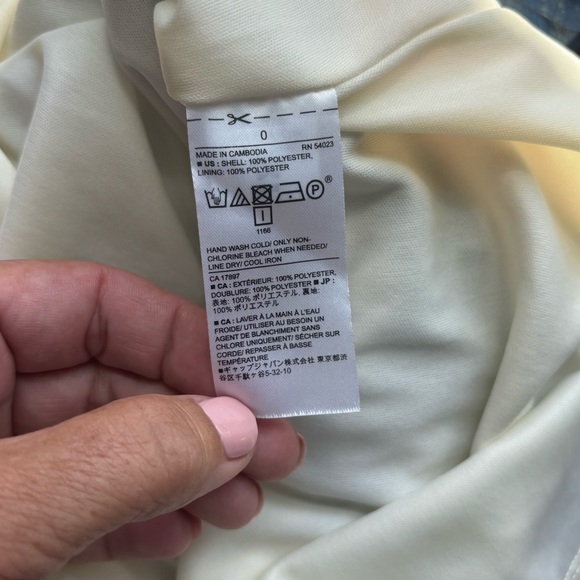 0
MADE IN CAMBODIA RN 54023
■ US : SHELL: 100% POLYESTER,
LINING: 100% POLYESTER
P®
1166
HAND WASH COLD/ ONLY NON-
CHLORINE BLEACH WHEN NEEDED/
LINE DRY/ COOL IRON
CA 17897
■ CA : EXTÉRIEUR: 100% POLYESTER,
DOUBLURE: 100% POLYESTER ■ JP :
表地: 100% ポリエステル, 裏地:
100% ポリエステル
■ CA : LAVER À LA MAIN À L'EAU
FROIDE/ UTILISER AU BESOIN UN
AGENT DE BLANCHIMENT SANS
CHLORE UNIQUEMENT/ SÉCHER SUR
CORDE/ REPASSER À BASSE
TEMPÉRATURE
■ギャップジャパン株式会社 東京都渋
谷区千駄ヶ谷5-32-10